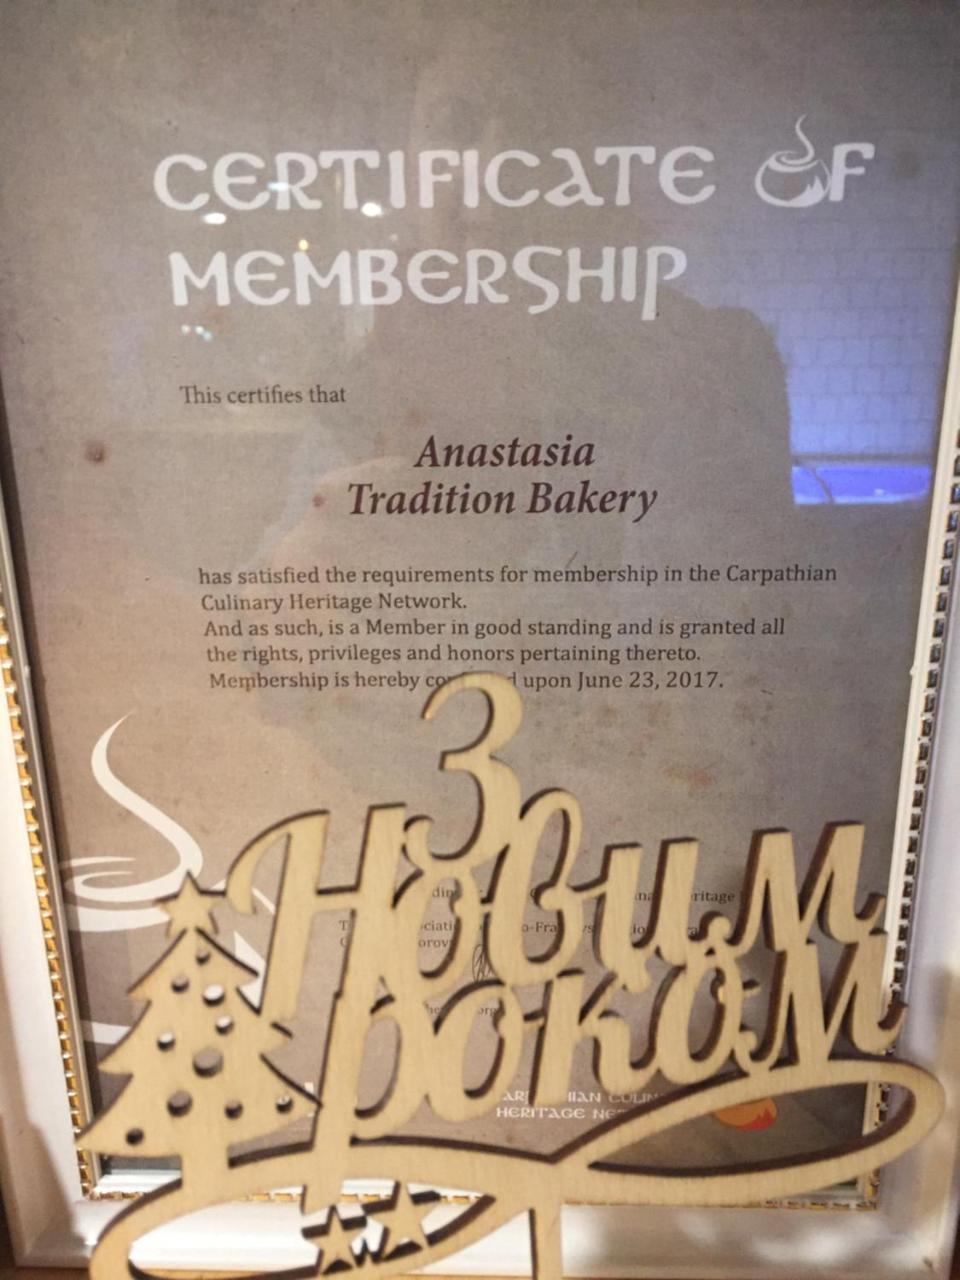 CERTIFICATE OF
MEMBERSHIP
This certifies that
Anastasia
Tradition Bakery
has satisfied the requirements for membership in the Carpathian
Culinary Heritage Network.
And as such, is a Member in good standing and is granted all
the rights, privileges and honors pertaining thereto.
Membership is hereby upon June 23, 2017.
З
Новим
роком
HERITAGE